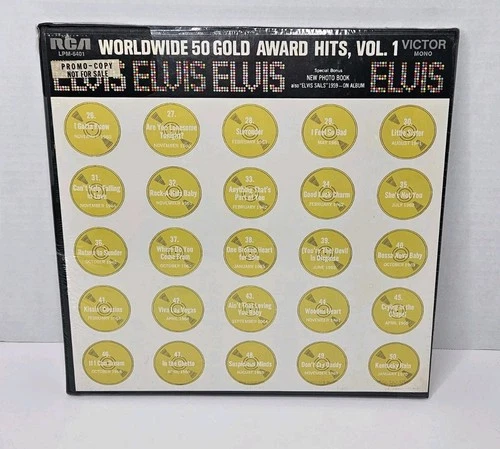 RCA
LPM-6401
WORLDWIDE 50 GOLD AWARD HITS, VOL. 1
VICTOR
MONO
PROMO-COPY
NOT FOR SALE
ELVIS ELVIS ELVIS
Special Bonus
NEW PHOTO BOOK
also "ELVIS SAILS" 1959 - ON ALBUM
ELVIS
26.
I Gotta Know
27.
Are You Lonesome
Tonight?
28.
Surrender
29.
I Feel So Bad
30.
Little Sister
31.
Can't Help Falling
In Love
32.
Rock-A-Hula Baby
33.
Anything That's
Part of You
34.
Good Luck Charm
35.
She's Not You
36.
Return to Sender
37.
Where Do You
Come From
38.
One Broken Heart
for Sale
39.
(You're The) Devil
in Disguise
40.
Bossa Nova Baby
41.
Kissin' Cousins
42.
Viva Las Vegas
43.
Ain't That Loving
You Baby
44.
Wooden Heart
45.
Crying in the
Chapel
46.
If I Can Dream
47.
In the Ghetto
48.
Suspicious Minds
49.
Don't Cry Daddy
50.
Kentucky Rain